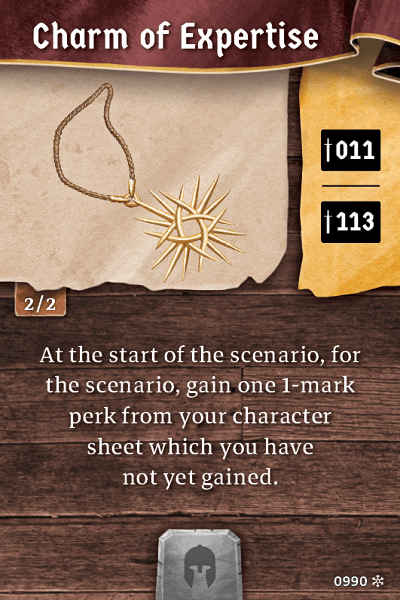 Charm of Expertise
011
113
2/2
At the start of the scenario, for
the scenario, gain one 1-mark
perk from your character
sheet which you have
not yet gained.
0990